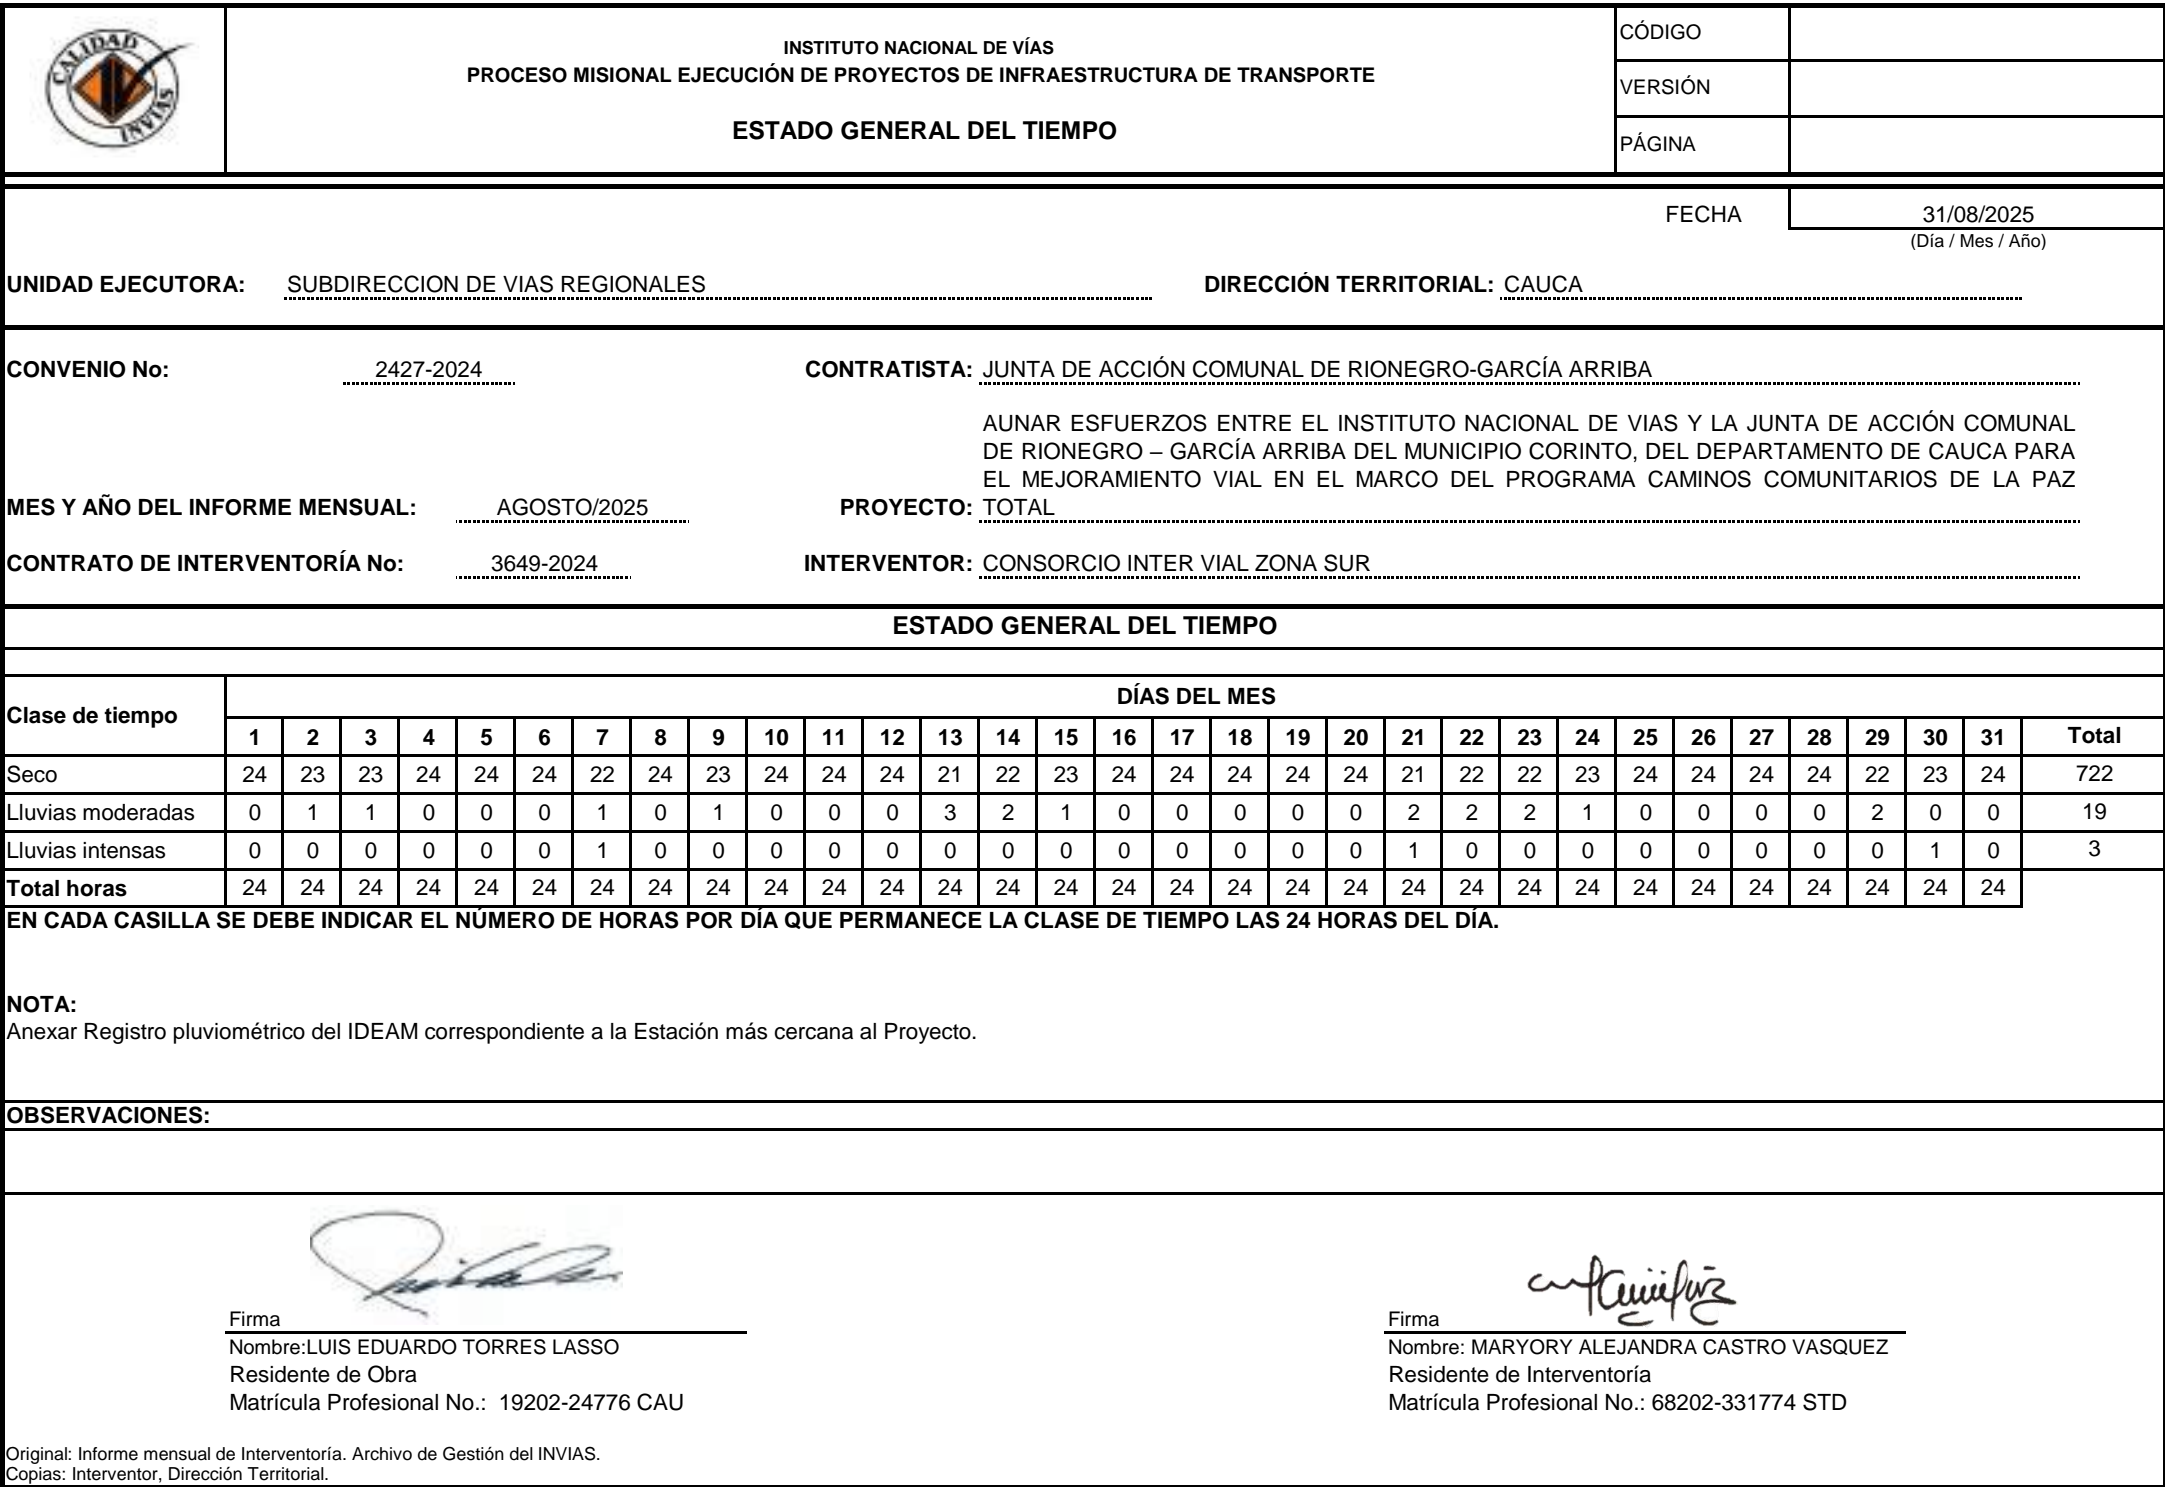 CALIDAD
INVIAS
INSTITUTO NACIONAL DE VÍAS
PROCESO MISIONAL EJECUCIÓN DE PROYECTOS DE INFRAESTRUCTURA DE TRANSPORTE
ESTADO GENERAL DEL TIEMPO
CÓDIGO
VERSIÓN
PÁGINA
FECHA 31/08/2025
(Día / Mes / Año)
UNIDAD EJECUTORA: SUBDIRECCION DE VIAS REGIONALES DIRECCIÓN TERRITORIAL: CAUCA
CONVENIO No: 2427-2024 CONTRATISTA: JUNTA DE ACCIÓN COMUNAL DE RIONEGRO-GARCÍA ARRIBA
AUNAR ESFUERZOS ENTRE EL INSTITUTO NACIONAL DE VIAS Y LA JUNTA DE ACCIÓN COMUNAL
DE RIONEGRO – GARCÍA ARRIBA DEL MUNICIPIO CORINTO, DEL DEPARTAMENTO DE CAUCA PARA
EL MEJORAMIENTO VIAL EN EL MARCO DEL PROGRAMA CAMINOS COMUNITARIOS DE LA PAZ
MES Y AÑO DEL INFORME MENSUAL: AGOSTO/2025 PROYECTO: TOTAL
CONTRATO DE INTERVENTORÍA No: 3649-2024 INTERVENTOR: CONSORCIO INTER VIAL ZONA SUR
ESTADO GENERAL DEL TIEMPO
Clase de tiempo DÍAS DEL MES
1 2 3 4 5 6 7 8 9 10 11 12 13 14 15 16 17 18 19 20 21 22 23 24 25 26 27 28 29 30 31 Total
Seco 24 23 23 24 24 24 22 24 23 24 24 24 21 22 23 24 24 24 24 24 21 22 22 23 24 24 24 24 22 23 24 722
Lluvias moderadas 0 1 1 0 0 0 1 0 1 0 0 0 3 2 1 0 0 0 0 0 2 2 2 1 0 0 0 0 2 0 0 19
Lluvias intensas 0 0 0 0 0 0 1 0 0 0 0 0 0 0 0 0 0 0 0 0 1 0 0 0 0 0 0 0 0 1 0 3
Total horas 24 24 24 24 24 24 24 24 24 24 24 24 24 24 24 24 24 24 24 24 24 24 24 24 24 24 24 24 24 24 24
EN CADA CASILLA SE DEBE INDICAR EL NÚMERO DE HORAS POR DÍA QUE PERMANECE LA CLASE DE TIEMPO LAS 24 HORAS DEL DÍA.
NOTA:
Anexar Registro pluviométrico del IDEAM correspondiente a la Estación más cercana al Proyecto.
OBSERVACIONES:
Firma
Nombre:LUIS EDUARDO TORRES LASSO
Residente de Obra
Matrícula Profesional No.: 19202-24776 CAU
Firma
Nombre: MARYORY ALEJANDRA CASTRO VASQUEZ
Residente de Interventoría
Matrícula Profesional No.: 68202-331774 STD
Original: Informe mensual de Interventoría. Archivo de Gestión del INVIAS.
Copias: Interventor, Dirección Territorial.